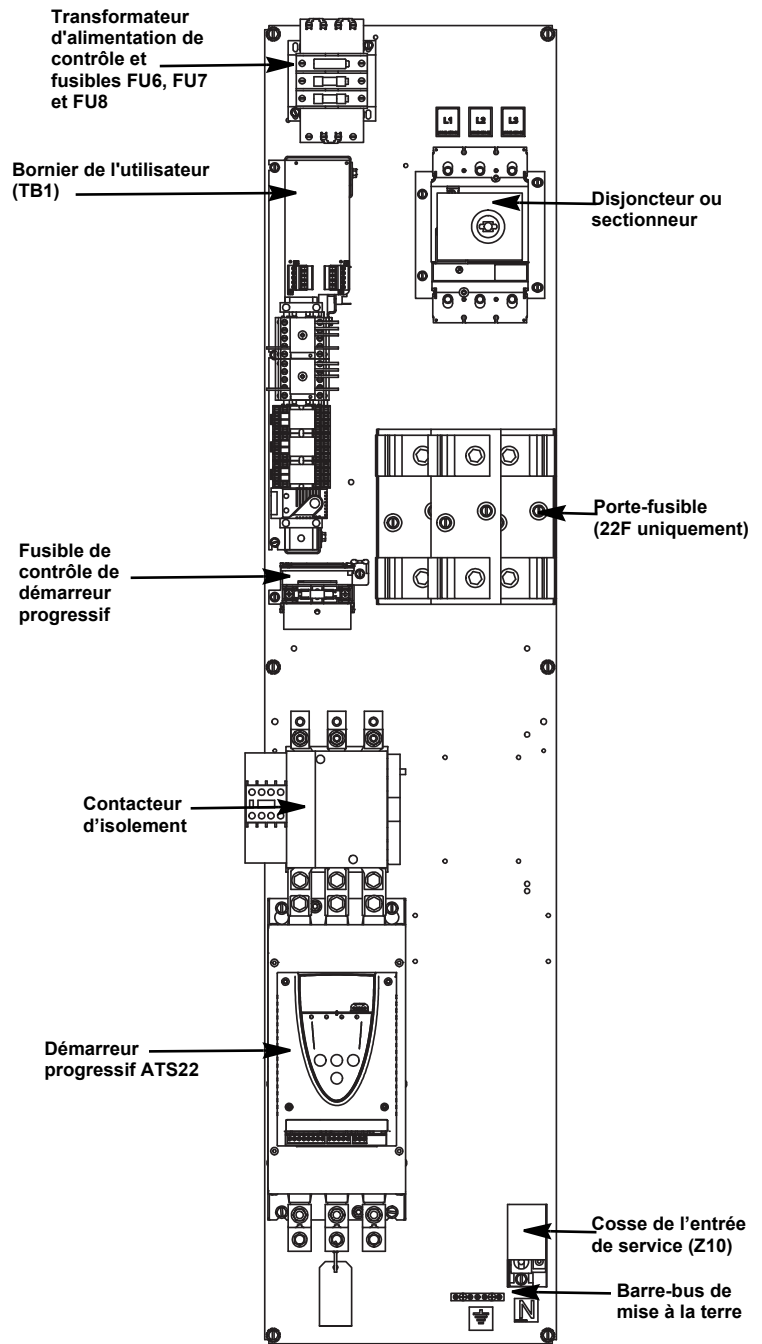 Transformateur
d'alimentation de
contrôle et
fusibles FU6, FU7
et FU8
L1 L2 L3
Bornier de l'utilisateur
(TB1)
Disjoncteur ou
sectionneur
Porte-fusible
(22F uniquement)
Fusible de
contrôle de
démarreur
progressif
Contacteur
d’isolement
Démarreur
progressif ATS22
Cosse de l’entrée
de service (Z10)
Barre-bus de
mise à la terre
N